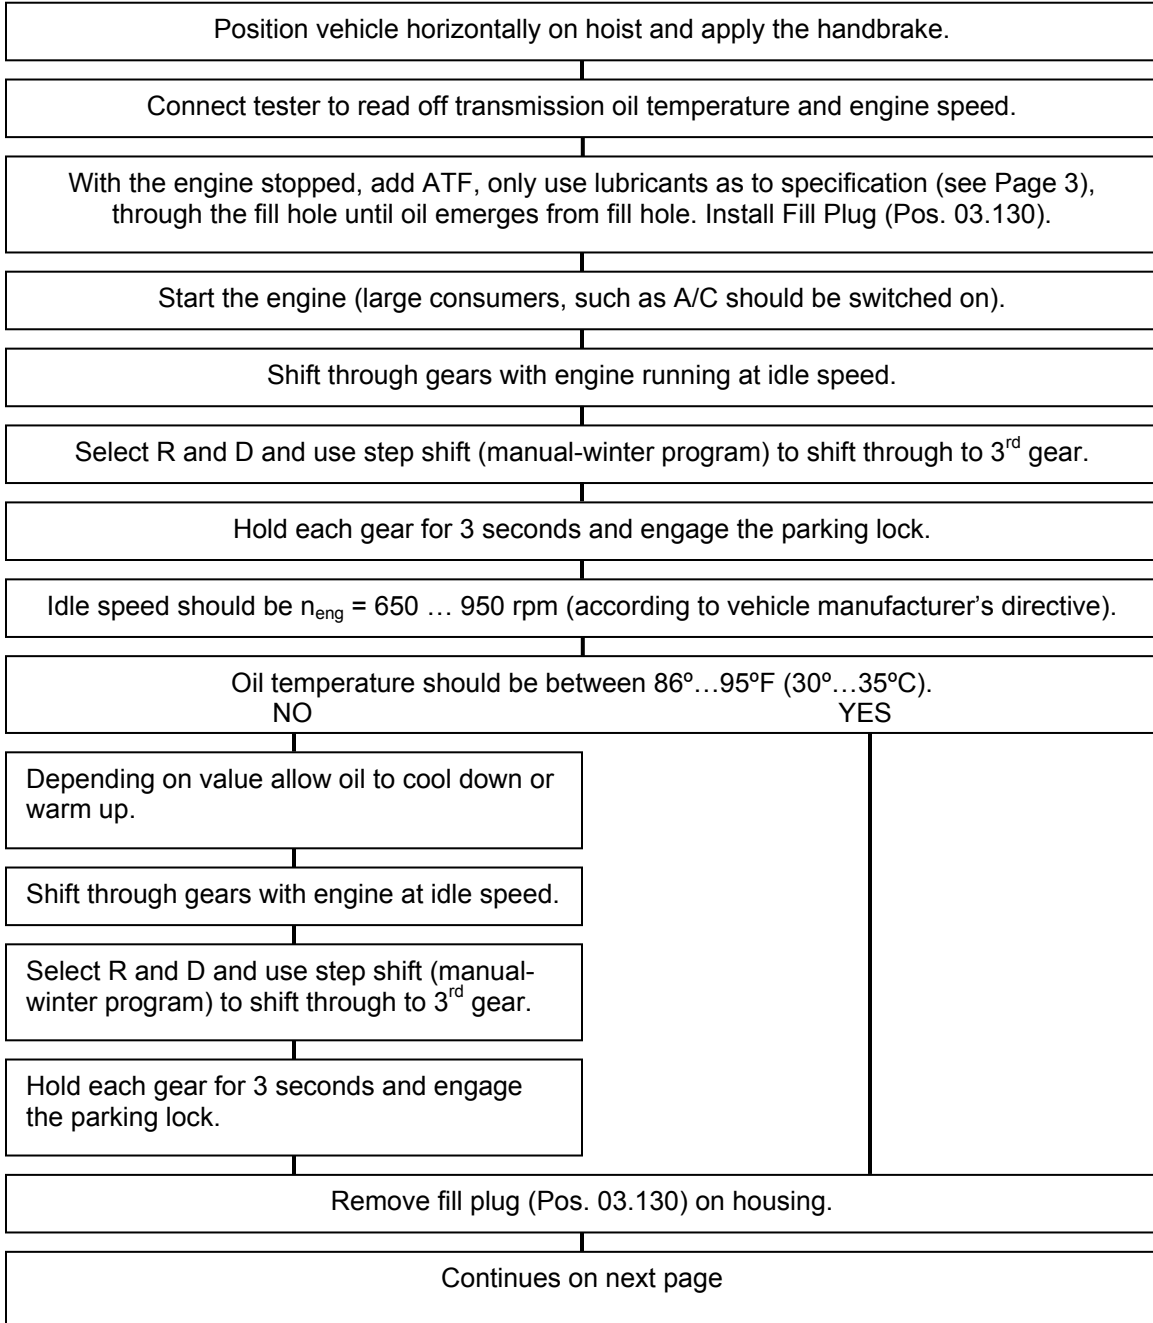 Position vehicle horizontally on hoist and apply the handbrake.
Connect tester to read off transmission oil temperature and engine speed.
With the engine stopped, add ATF, only use lubricants as to specification (see Page 3),
through the fill hole until oil emerges from fill hole. Install Fill Plug (Pos. 03.130).
Start the engine (large consumers, such as A/C should be switched on).
Shift through gears with engine running at idle speed.
Select R and D and use step shift (manual-winter program) to shift through to 3rd gear.
Hold each gear for 3 seconds and engage the parking lock.
Idle speed should be neng = 650 … 950 rpm (according to vehicle manufacturer's directive).
Oil temperature should be between 86º…95ºF (30º…35ºC).
NO YES
Depending on value allow oil to cool down or
warm up.
Shift through gears with engine at idle speed.
Select R and D and use step shift (manual-
winter program) to shift through to 3rd gear.
Hold each gear for 3 seconds and engage
the parking lock.
Remove fill plug (Pos. 03.130) on housing.
Continues on next page